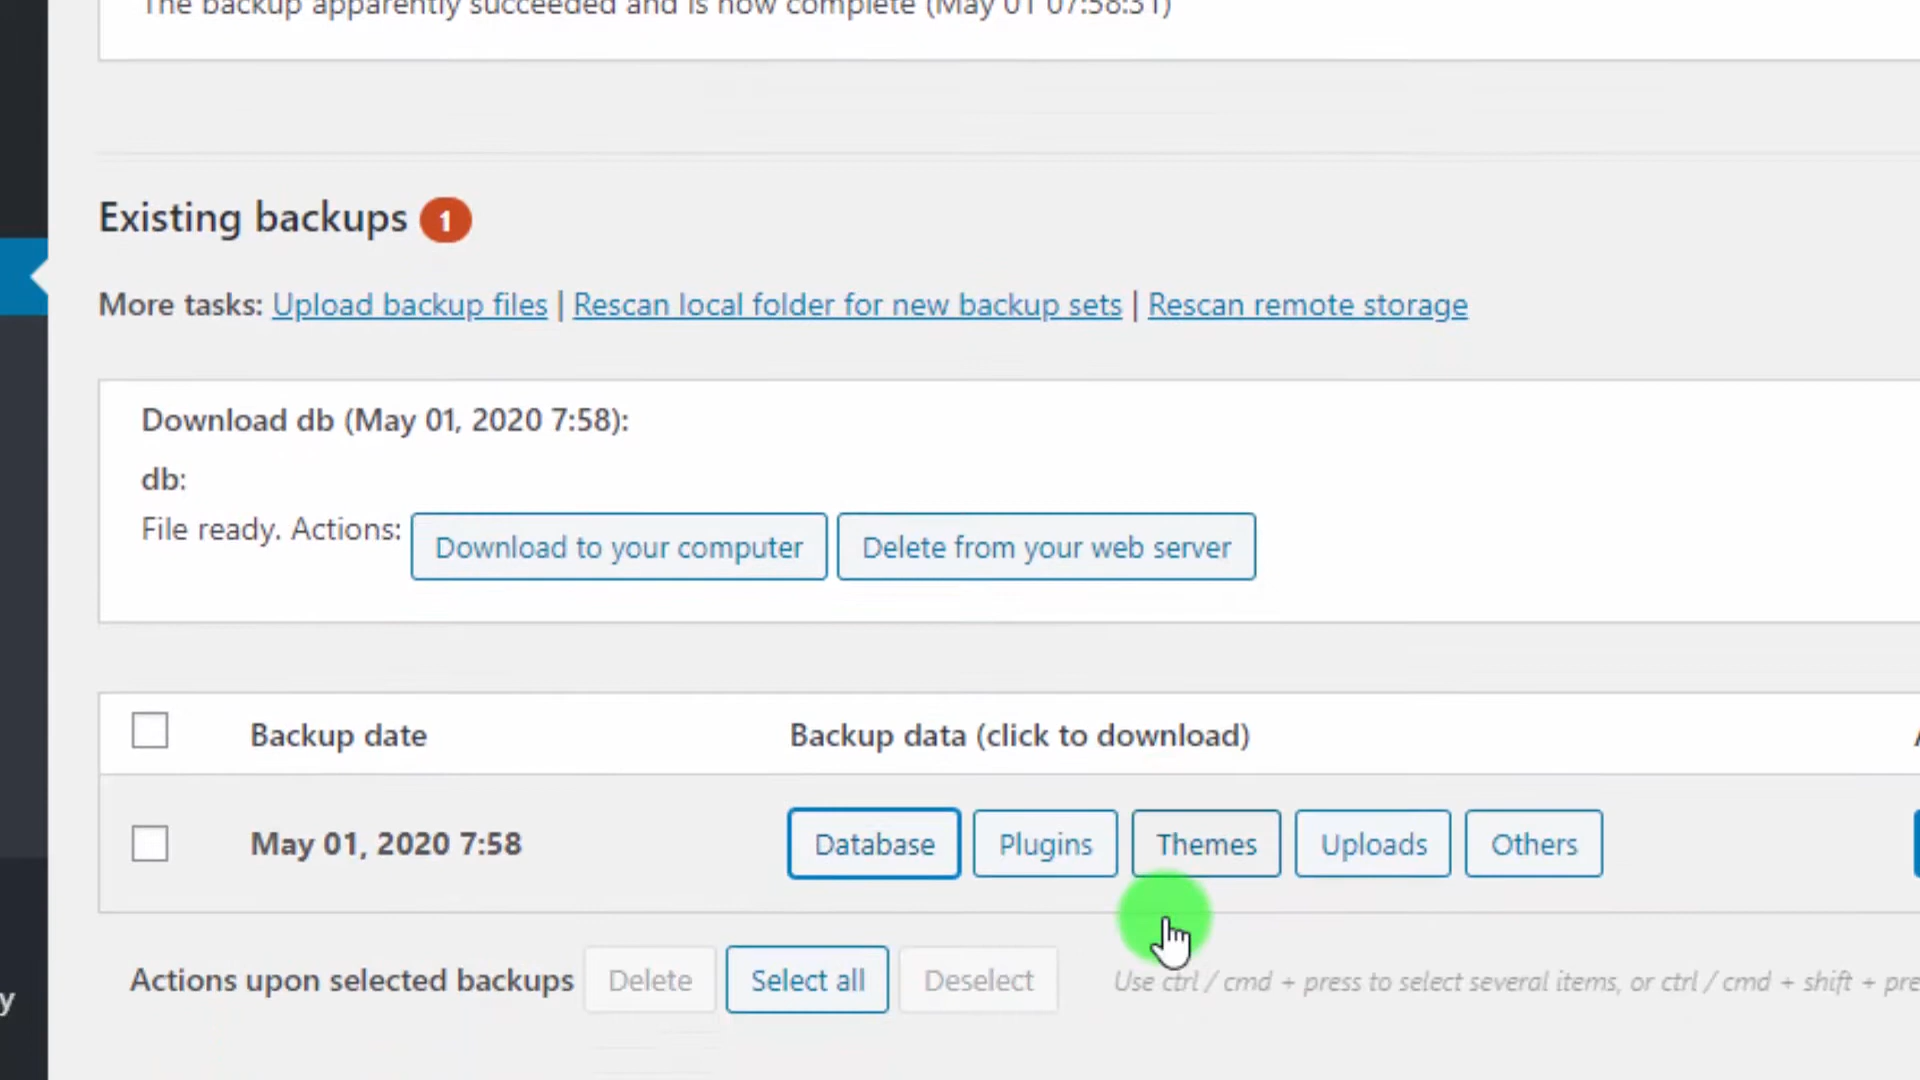 The backup apparently succeeded and is now complete (May 01 07:58:31)
Existing backups 1
More tasks: Upload backup files | Rescan local folder for new backup sets | Rescan remote storage
Download db (May 01, 2020 7:58):
db:
File ready. Actions: Download to your computer Delete from your web server
Backup date Backup data (click to download)
May 01, 2020 7:58 Database Plugins Themes Uploads Others
Actions upon selected backups Delete Select all Deselect Use ctrl / cmd + press to select several items, or ctrl / cmd + shift + pre
y